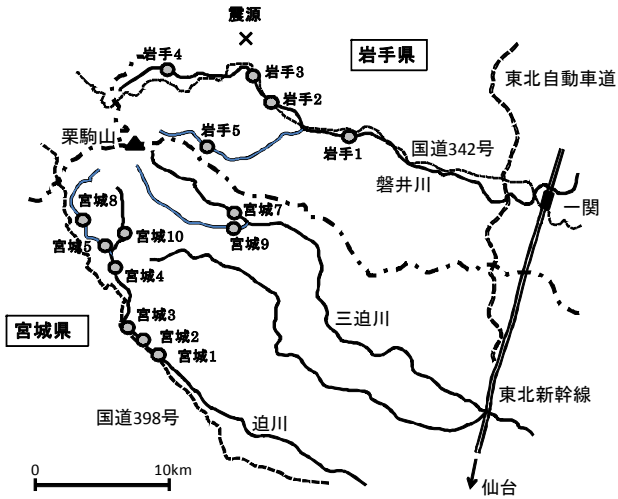 震源
岩手県
岩手4
岩手3
東北自動車道
岩手2
栗駒山
岩手5
岩手1
国道342号
磐井川
一関
宮城8
宮城7
宮城10
宮城9
宮城5
宮城4
宮城3
三迫川
宮城県
宮城2
宮城1
東北新幹線
国道398号
迫川
0
10km
仙台